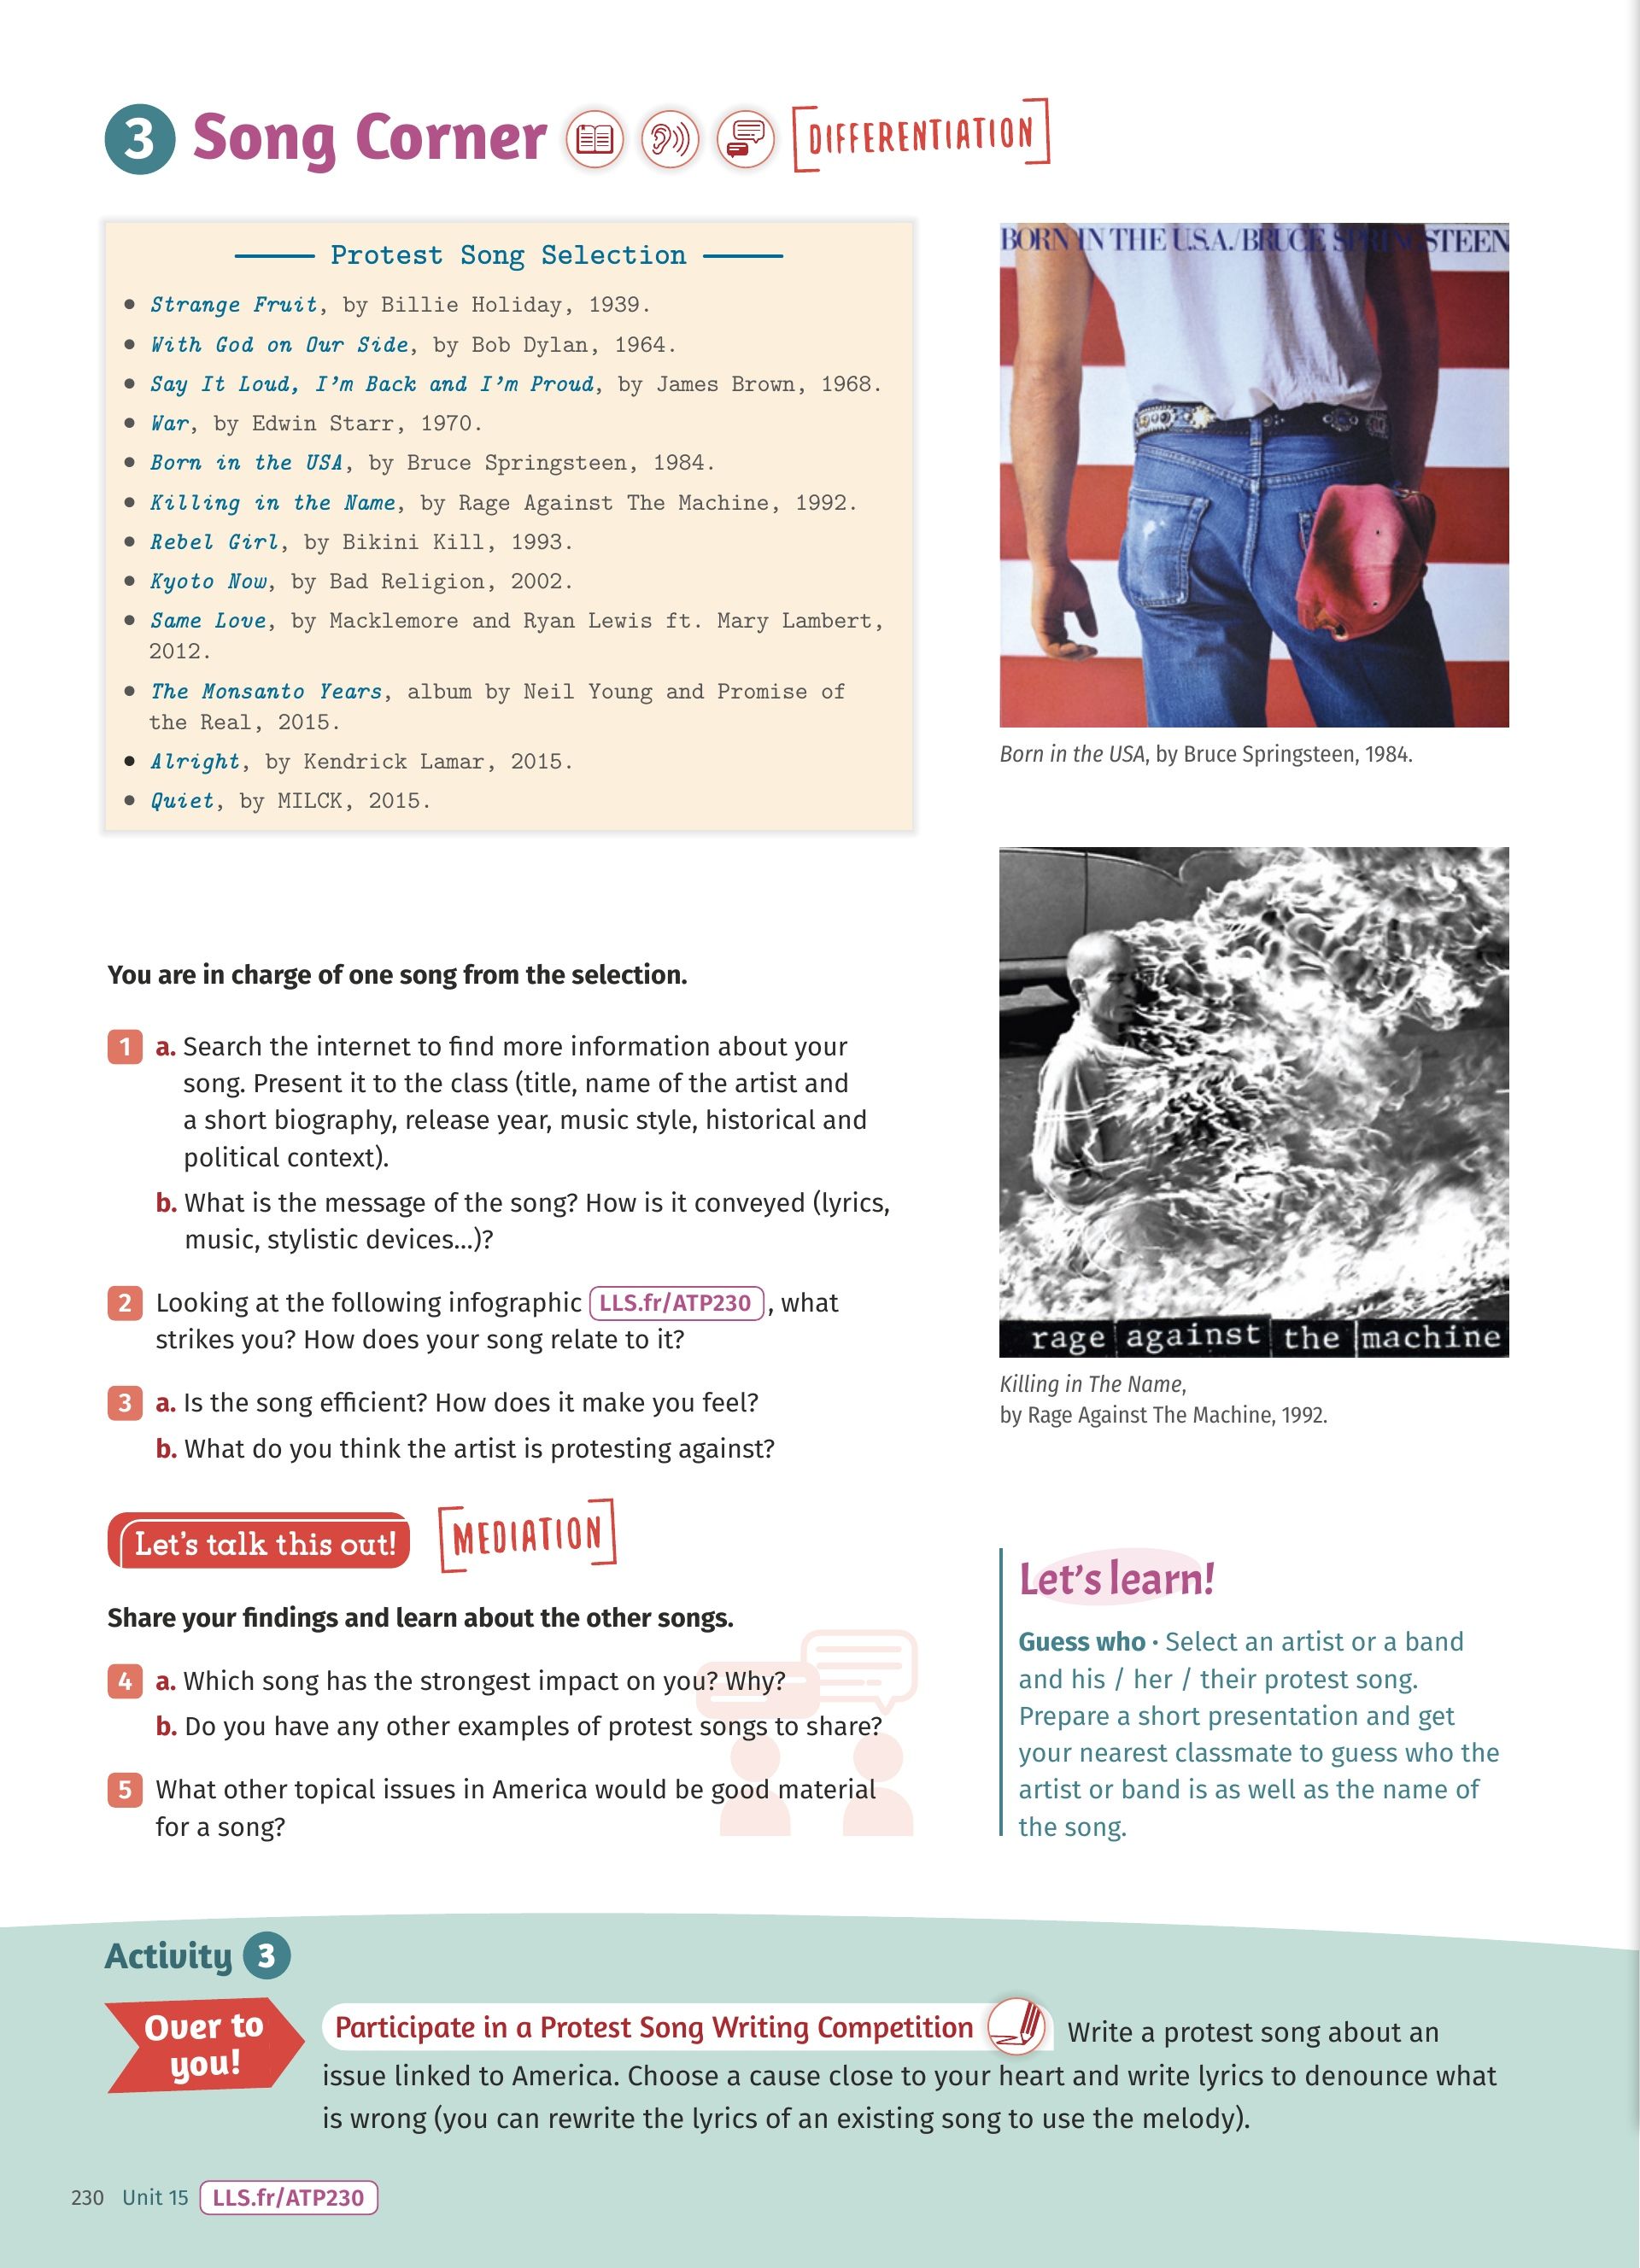 3 Song Corner DIFFERENTIATION
Protest Song Selection
• Strange Fruit, by Billie Holiday, 1939.
• With God on Our Side, by Bob Dylan, 1964.
• Say It Loud, I'm Back and I'm Proud, by James Brown, 1968.
• War, by Edwin Starr, 1970.
• Born in the USA, by Bruce Springsteen, 1984.
• Killing in the Name, by Rage Against The Machine, 1992.
• Rebel Girl, by Bikini Kill, 1993.
• Kyoto Now, by Bad Religion, 2002.
• Same Love, by Macklemore and Ryan Lewis ft. Mary Lambert,
2012.
• The Monsanto Years, album by Neil Young and Promise of
the Real, 2015.
• Alright, by Kendrick Lamar, 2015.
• Quiet, by MILCK, 2015.
BORN IN THE U.S.A./BRUCE SPRINGSTEEN
Born in the USA, by Bruce Springsteen, 1984.
rage against the machine
Killing in The Name,
by Rage Against The Machine, 1992.
You are in charge of one song from the selection.
1 a. Search the internet to find more information about your
song. Present it to the class (title, name of the artist and
a short biography, release year, music style, historical and
political context).
b. What is the message of the song? How is it conveyed (lyrics,
music, stylistic devices...)?
2 Looking at the following infographic LLS.fr/ATP230, what
strikes you? How does your song relate to it?
3 a. Is the song efficient? How does it make you feel?
b. What do you think the artist is protesting against?
Let's talk this out! MEDIATION
Share your findings and learn about the other songs.
4 a. Which song has the strongest impact on you? Why?
b. Do you have any other examples of protest songs to share?
5 What other topical issues in America would be good material
for a song?
Let's learn!
Guess who • Select an artist or a band
and his / her / their protest song.
Prepare a short presentation and get
your nearest classmate to guess who the
artist or band is as well as the name of
the song.
Activity 3
Over to
you!
Participate in a Protest Song Writing Competition Write a protest song about an
issue linked to America. Choose a cause close to your heart and write lyrics to denounce what
is wrong (you can rewrite the lyrics of an existing song to use the melody).
230 Unit 15 LLS.fr/ATP230